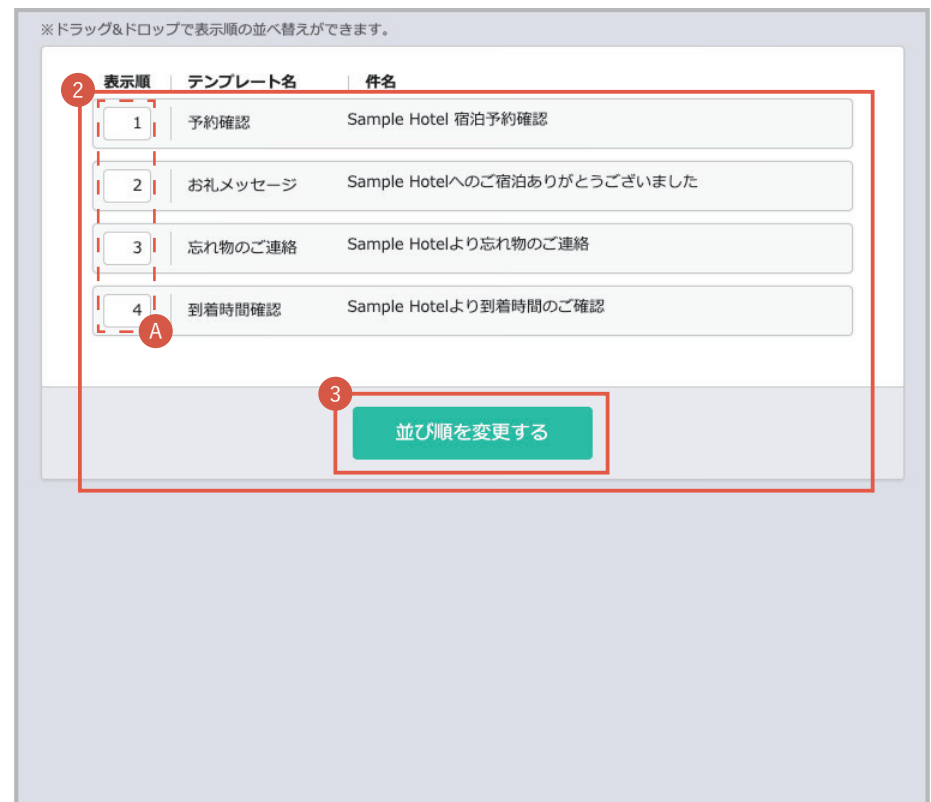 ※ドラッグ&ドロップで表示順の並べ替えができます。
2
表示順 テンプレート名 件名
1 予約確認 Sample Hotel 宿泊予約確認
2 お礼メッセージ Sample Hotelへのご宿泊ありがとうございました
3 忘れ物のご連絡 Sample Hotelより忘れ物のご連絡
4 到着時間確認 Sample Hotelより到着時間のご確認
A
3
並び順を変更する